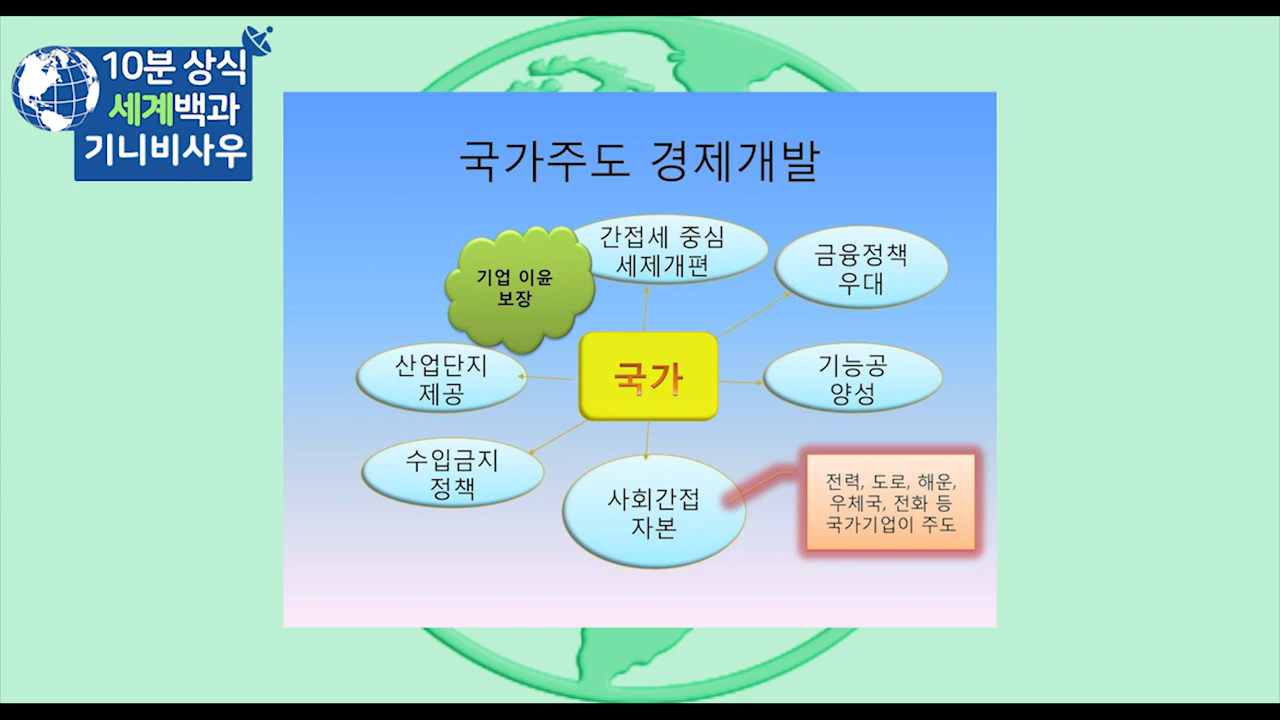 10분 상식
세계백과
기니비사우
국가주도 경제개발
간접세 중심
세제개편
금융정책
우대
기업 이윤
보장
산업단지
제공
국가
기능공
양성
수입금지
정책
사회간접
자본
전력, 도로, 해운,
우체국, 전화 등
국가기업이 주도